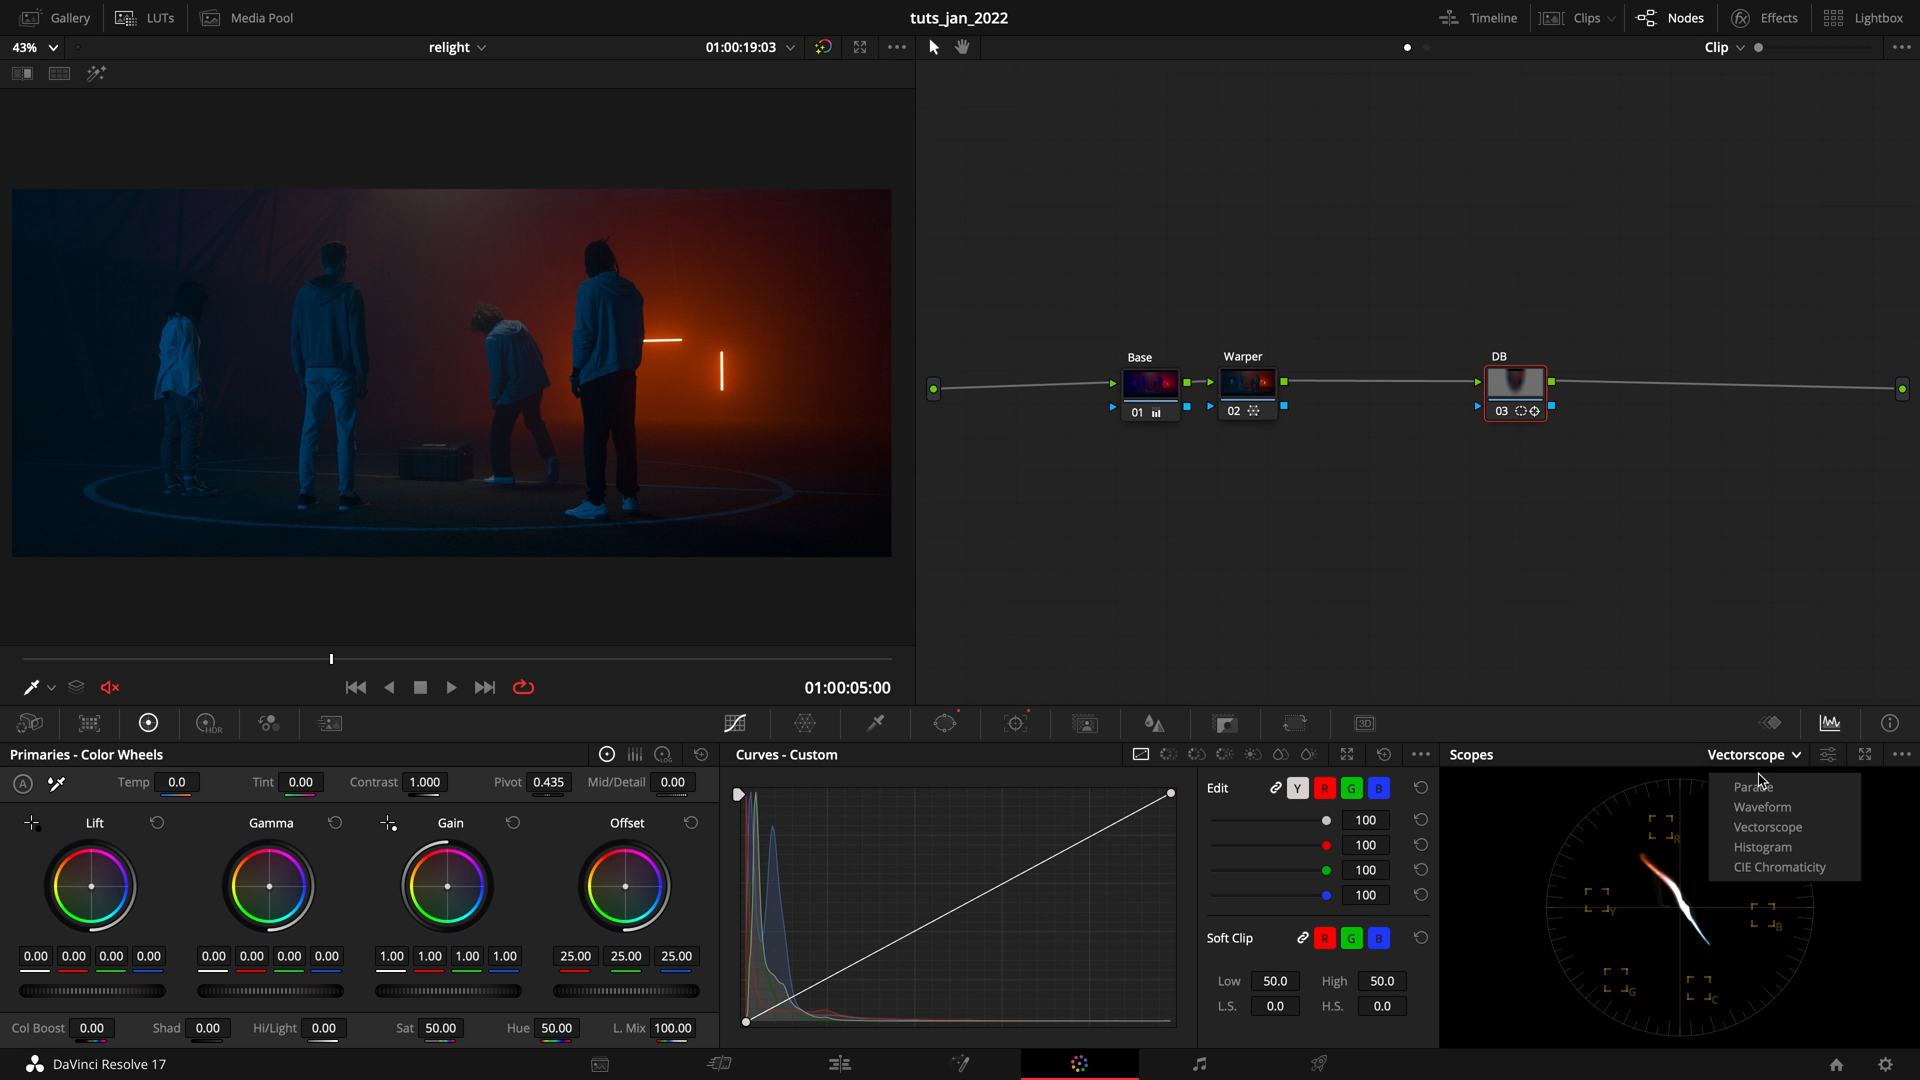 Gallery LUTs Media Pool tuts_jan_2022 Timeline Clips Nodes Effects Lightbox
43% relight 01:00:19:03 Clip
Base Warper DB
01 02 03
01:00:05:00
HDR 3D
Primaries - Color Wheels LOG Curves - Custom Scopes Vectorscope
A Temp 0.0 Tint 0.00 Contrast 1.000 Pivot 0.435 Mid/Detail 0.00
Edit Y R G B
Parade
Waveform
Vectorscope
Histogram
CIE Chromaticity
Lift Gamma Gain Offset
100
100
100
100
R
Y
B
G
C
0.00 0.00 0.00 0.00 0.00 0.00 0.00 0.00 1.00 1.00 1.00 1.00 25.00 25.00 25.00
Soft Clip R G B
Low 50.0 High 50.0
L.S. 0.0 H.S. 0.0
Col Boost 0.00 Shad 0.00 Hi/Light 0.00 Sat 50.00 Hue 50.00 L. Mix 100.00
DaVinci Resolve 17